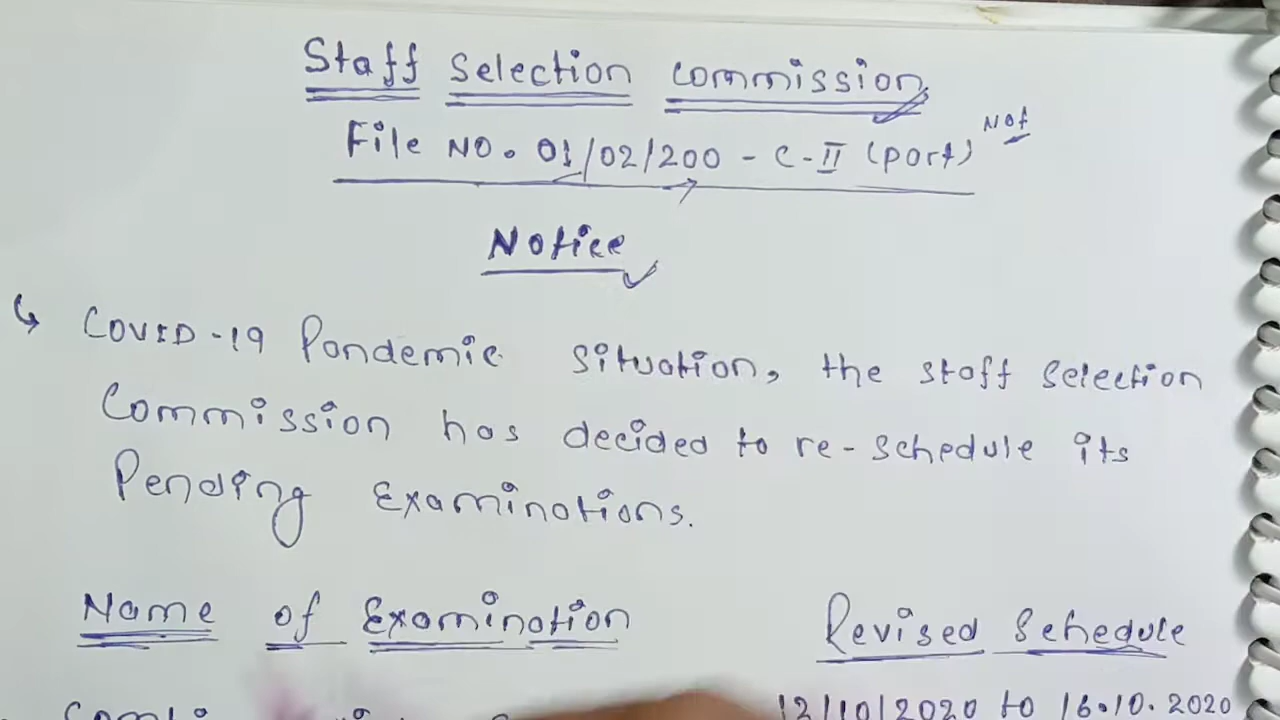 Staff Selection Commission
File NO. 01/02/200 - C-II (Part) Not
Notice
↳ COVID-19 Pandemic situation, the staff selection
Commission has decided to re-schedule its
Pending Examinations.
Name of Examination Revised Schedule
12/10/2020 to 16.10.2020